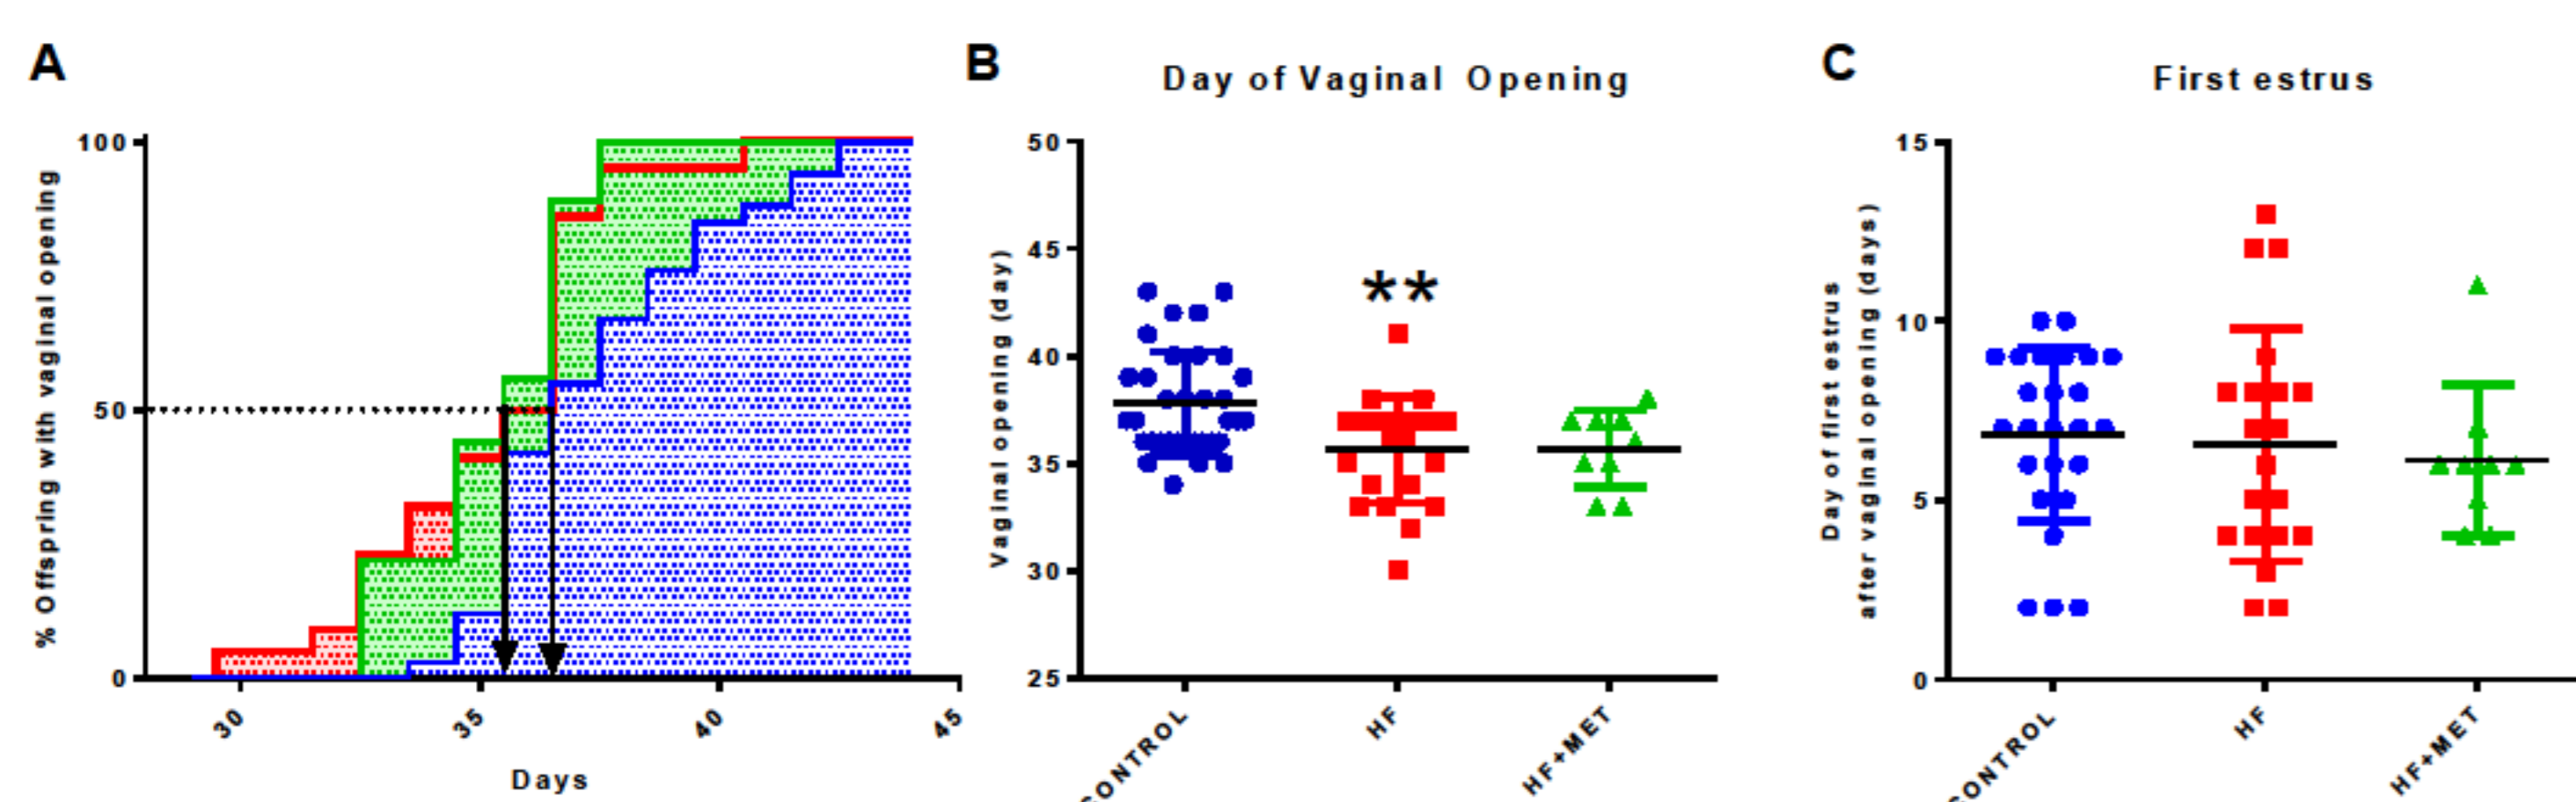 A
% Offspring with vaginal opening
100
50
0
30
35
40
45
Days
B
Day of Vaginal Opening
Vaginal opening (day)
50
45
40
35
30
25
**
CONTROL
HF
HF+MET
C
First estrus
Day of first estrus
after vaginal opening (days)
15
10
5
0
CONTROL
HF
HF+MET